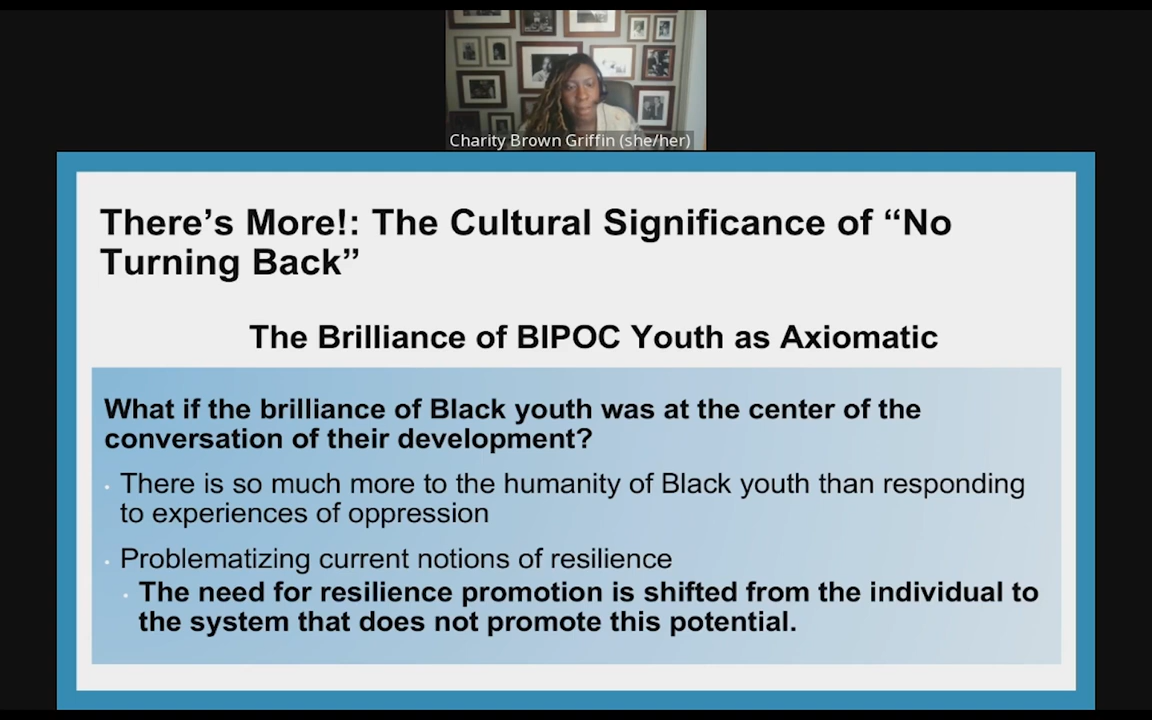 Charity Brown Griffin (she/her)
There’s More!: The Cultural Significance of “No
Turning Back”
The Brilliance of BIPOC Youth as Axiomatic
What if the brilliance of Black youth was at the center of the
conversation of their development?
· There is so much more to the humanity of Black youth than responding
to experiences of oppression
· Problematizing current notions of resilience
· The need for resilience promotion is shifted from the individual to
the system that does not promote this potential.